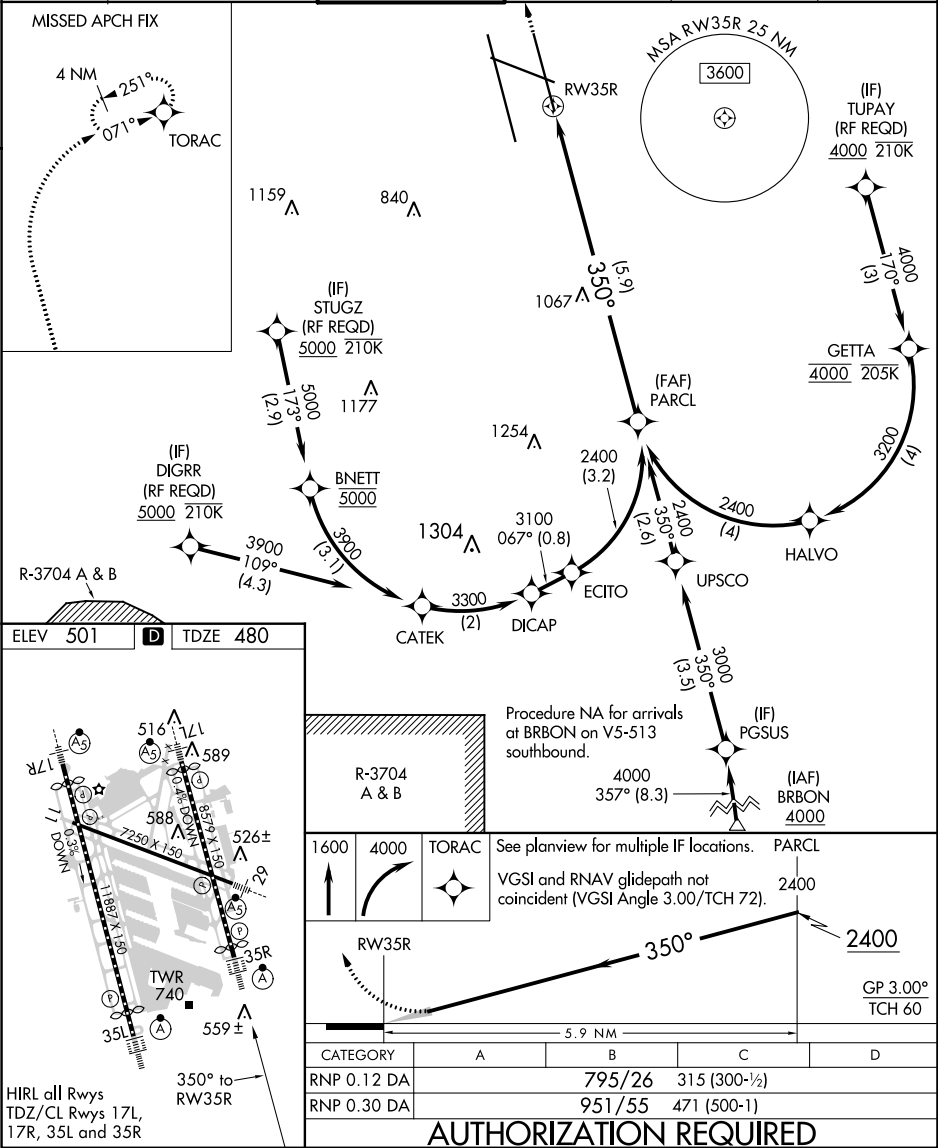 MISSED APCH FIX
4 NM
251°
071°
TORAC
RW35R
MSA RW35R 25 NM
3600
(IF)
TUPAY
(RF REQD)
4000 210K
4000
170°
(3)
GETTA
4000 205K
3200
(4)
1159
840
1067
350°
(5.9)
(IF)
STUGZ
(RF REQD)
5000 210K
5000
173°
(2.9)
1177
1254
(FAF)
PARCL
(IF)
DIGRR
(RF REQD)
5000 210K
BNETT
5000
3900
(3.1)
1304
3100
067° (0.8)
2400
(3.2)
2400
350°
(2.6)
2400
(4)
HALVO
3900
109°
(4.3)
R-3704 A & B
CATEK
3300
(2)
DICAP
ECITO
UPSCO
3000
350°
(3.5)
(IF)
PGSUS
Procedure NA for arrivals
at BRBON on V5-513
southbound.
4000
357° (8.3)
(IAF)
BRBON
4000
R-3704
A & B
ELEV 501
D
TDZE 480
516
17L
A5
A5
589
17R
P
P
P
0.4% DOWN
8579 X 150
588
526±
11
0.3%
DOWN
7250 X 150
29
P
A5
P
11887 X 150
35R
A
TWR
740
P
35L
A
559±
350° to
RW35R
HIRL all Rwys
TDZ/CL Rwys 17L,
17R, 35L and 35R
1600
4000
TORAC
See planview for multiple IF locations.
VGSI and RNAV glidepath not
coincident (VGSI Angle 3.00/TCH 72).
PARCL
2400
RW35R
350°
2400
GP 3.00°
TCH 60
5.9 NM
CATEGORY A B C D
RNP 0.12 DA 795/26 315 (300-½)
RNP 0.30 DA 951/55 471 (500-1)
AUTHORIZATION REQUIRED